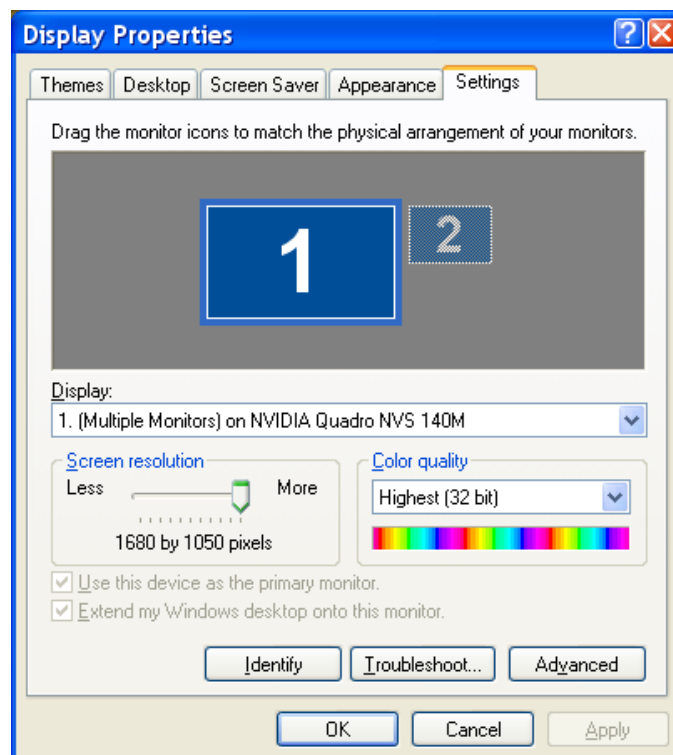 Display Properties
Themes Desktop Screen Saver Appearance Settings
Drag the monitor icons to match the physical arrangement of your monitors.
1 2
Display:
1. (Multiple Monitors) on NVIDIA Quadro NVS 140M
Screen resolution Color quality
Less More Highest (32 bit)
1680 by 1050 pixels
Use this device as the primary monitor.
Extend my Windows desktop onto this monitor.
Identify Troubleshoot... Advanced
OK Cancel Apply